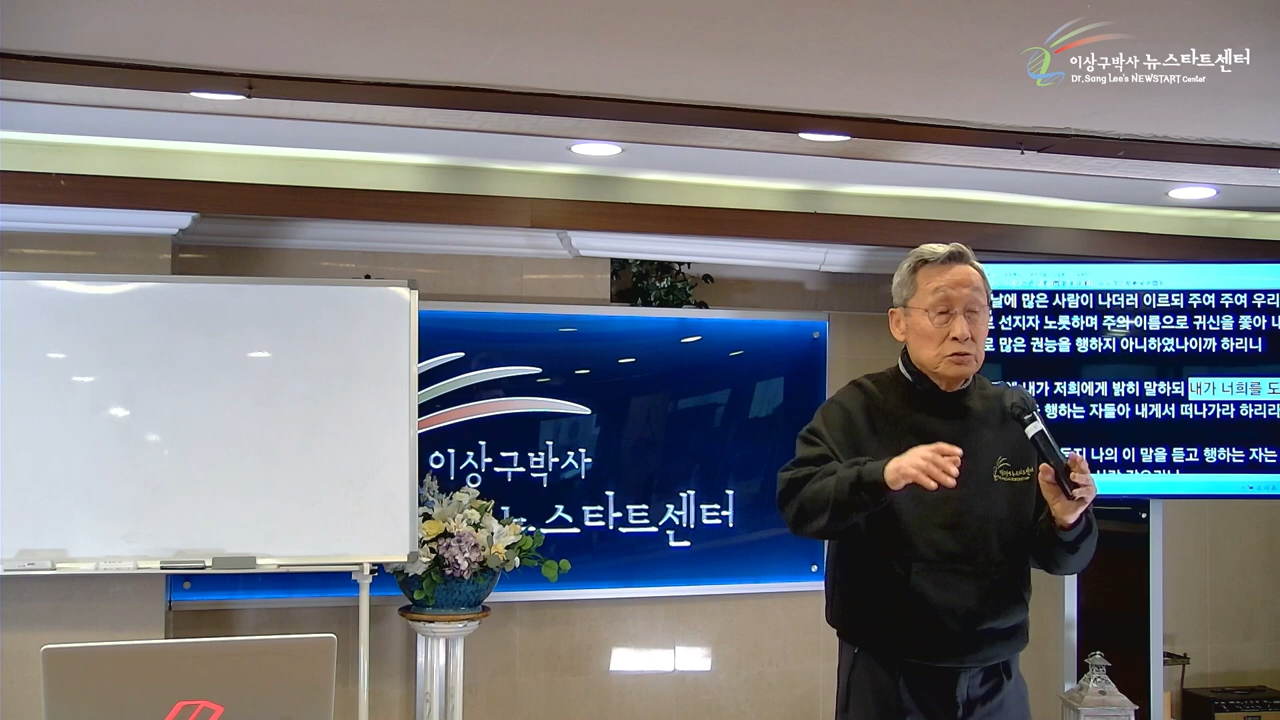 이상구박사 뉴스타트센터
Dr. Sang Lee's NEWSTART Center
날에 많은 사람이 나더러 이르되 주여 주여 우리
선지자 노릇하며 주의 이름으로 귀신을 쫓아
많은 권능을 행하지 아니하였나이까 하리니
내가 저희에게 밝히 말하되 내가 너희를 도
행하는 자들아 내게서 떠나가라 하리라
나의 이 말을 듣고 행하는 자는
이상구박사
뉴스타트센터